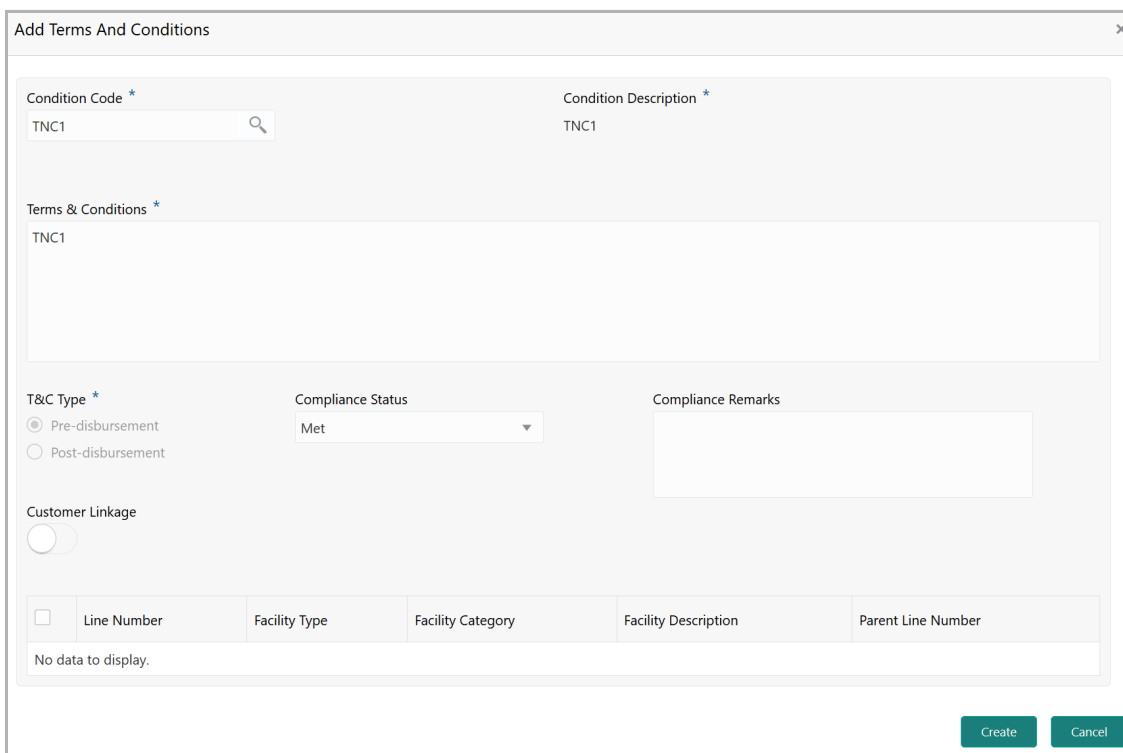 Add Terms And Conditions
Condition Code *
Condition Description *
TNC1
TNC1
Terms & Conditions *
TNC1
T&C Type *
Compliance Status
Compliance Remarks
Pre-disbursement
Met
Post-disbursement
Customer Linkage
Line Number Facility Type Facility Category Facility Description Parent Line Number
No data to display.
Create Cancel